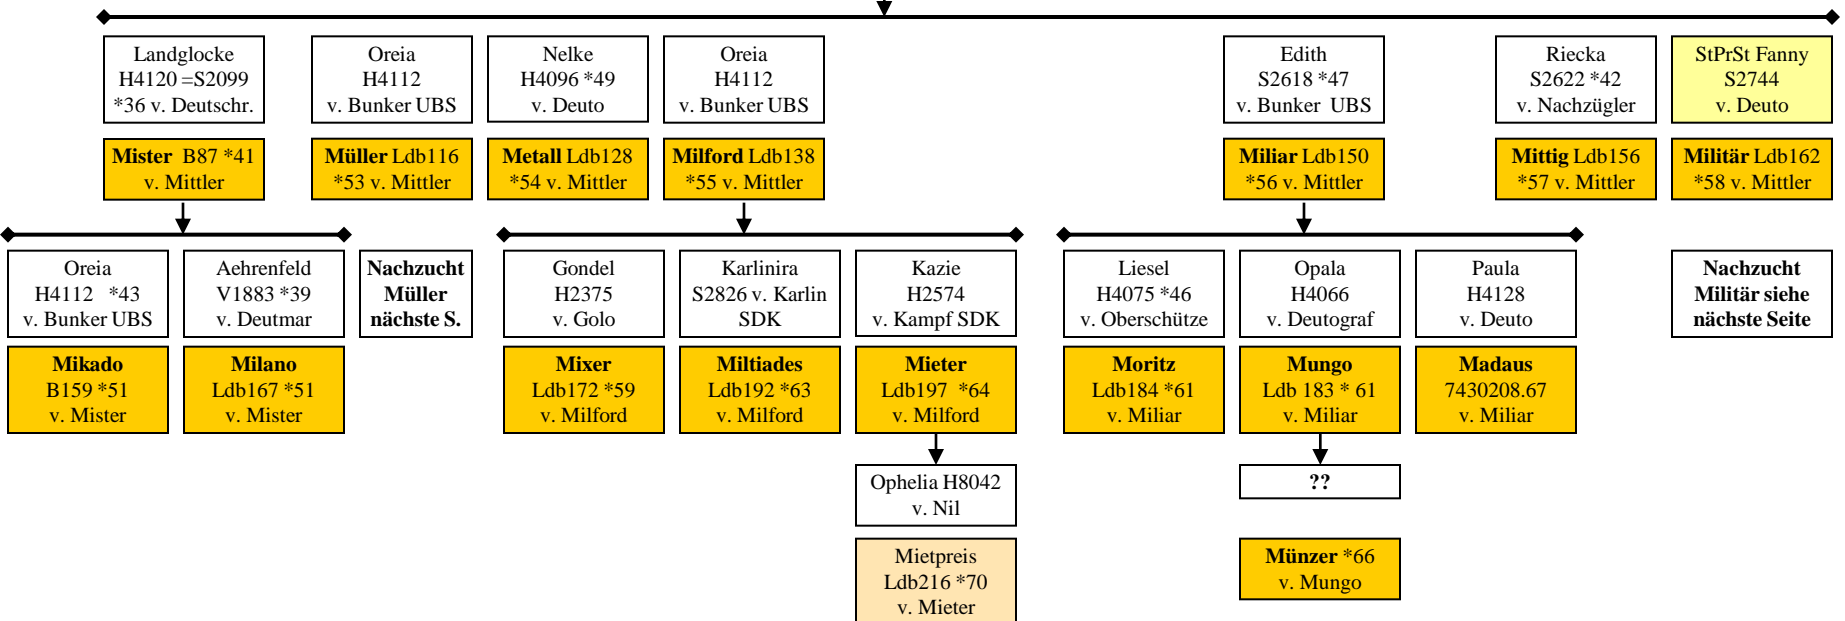 Landglocke
H4120 =S2099
*36 v. Deutschr.
Oreia
H4112
v. Bunker UBS
Nelke
H4096 *49
v. Deuto
Oreia
H4112
v. Bunker UBS
Edith
S2618 *47
v. Bunker UBS
Riecka
S2622 *42
v. Nachzügler
StPrSt Fanny
S2744
v. Deuto
Mister B87 *41
v. Mittler
Müller Ldb116
*53 v. Mittler
Metall Ldb128
*54 v. Mittler
Milford Ldb138
*55 v. Mittler
Miliar Ldb150
*56 v. Mittler
Mittig Ldb156
*57 v. Mittler
Militär Ldb162
*58 v. Mittler
Oreia
H4112 *43
v. Bunker UBS
Aehrenfeld
V1883 *39
v. Deutmar
Nachzucht
Müller
nächste S.
Gondel
H2375
v. Golo
Karlinira
S2826 v. Karlin
SDK
Kazie
H2574
v. Kampf SDK
Liesel
H4075 *46
v. Oberschütze
Opala
H4066
v. Deutograf
Paula
H4128
v. Deuto
Nachzucht
Militär siehe
nächste Seite
Mikado
B159 *51
v. Mister
Milano
Ldb167 *51
v. Mister
Mixer
Ldb172 *59
v. Milford
Miltiades
Ldb192 *63
v. Milford
Mieter
Ldb197 *64
v. Milford
Moritz
Ldb184 *61
v. Miliar
Mungo
Ldb 183 * 61
v. Miliar
Madaus
7430208.67
v. Miliar
Ophelia H8042
v. Nil
??
Mietpreis
Ldb216 *70
v. Mieter
Münzer *66
v. Mungo